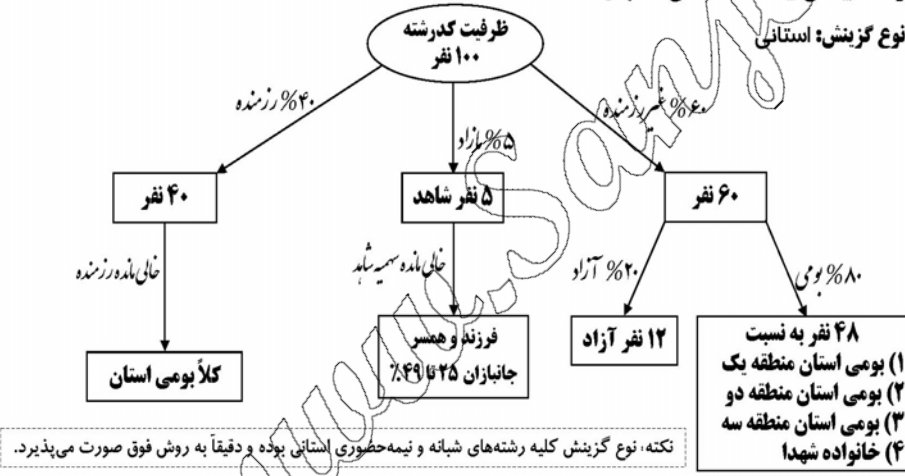 نوع گزینش: استانی
ظرفیت کدرشته
۱۰۰ نفر
%۶۰ غیر رزمنده
%۵ مازاد
%۴۰ رزمنده
۶۰ نفر
۵ نفر شاهد
۴۰ نفر
%۸۰ بومی
%۲۰ آزاد
خالی مانده سهمیه شاهد
خالی مانده رزمنده
۴۸ نفر به نسبت
۱) بومی استان منطقه یک
۲) بومی استان منطقه دو
۳) بومی استان منطقه سه
۴) خانواده شهدا
۱۲ نفر آزاد
فرزند و همسر
جانبازان ۲۵ تا ۴۹%
کلاً بومی استان
نکته: نوع گزینش کلیه رشته‌های شبانه و نیمه‌حضوری استانی بوده و دقیقاً به روش فوق صورت می‌پذیرد.
www.Sanj